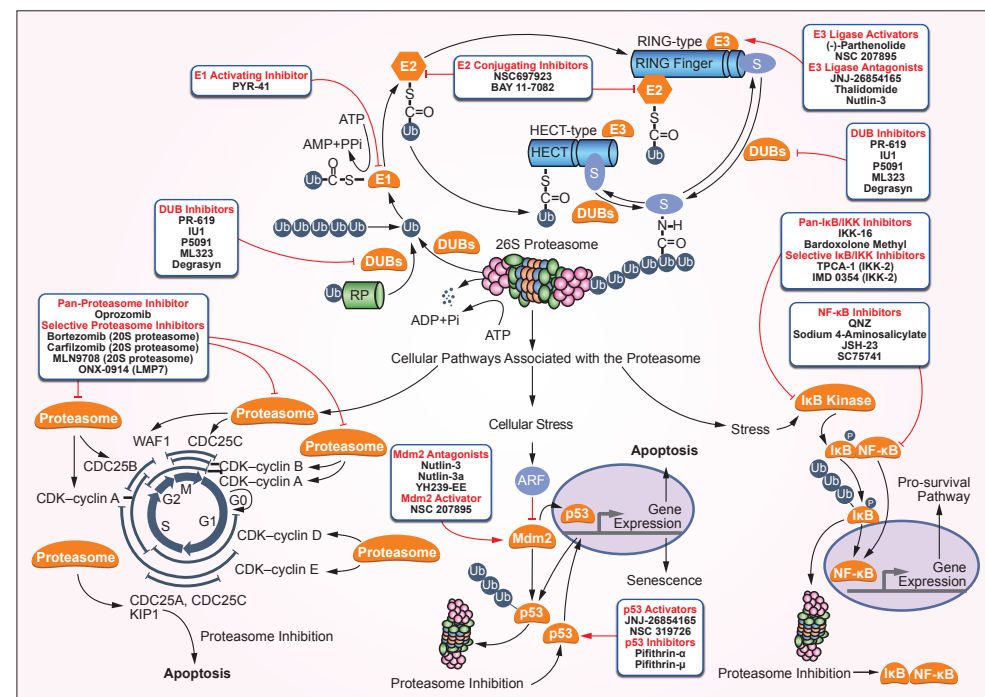 RING-type E3
RING Finger
S
E2
S
C=O
Ub
E3 Ligase Activators
(-)-Parthenolide
NSC 207895
E3 Ligase Antagonists
JNJ-26854165
Thalidomide
Nutlin-3
E2
S
C=O
Ub
E2 Conjugating Inhibitors
NSC697923
BAY 11-7082
E1 Activating Inhibitor
PYR-41
ATP
AMP+PPi
O
Ub C S E1
HECT-type E3
HECT
S
S
C=O
Ub
DUBs
DUBs
DUB Inhibitors
PR-619
IU1
P5091
ML323
Degrasyn
S
N-H
C=O
Ub Ub Ub Ub
DUB Inhibitors
PR-619
IU1
P5091
ML323
Degrasyn
Ub Ub Ub Ub Ub
Ub
DUBs
DUBs
Ub RP
26S Proteasome
ADP+Pi
ATP
Pan-IκB/IKK Inhibitors
IKK-16
Bardoxolone Methyl
Selective IκB/IKK Inhibitors
TPCA-1 (IKK-2)
IMD 0354 (IKK-2)
Pan-Proteasome Inhibitor
Oprozomib
Selective Proteasome Inhibitors
Bortezomib (20S proteasome)
Carfilzomib (20S proteasome)
MLN9708 (20S proteasome)
ONX-0914 (LMP7)
NF-κB Inhibitors
QNZ
Sodium 4-Aminosalicylate
JSH-23
SC75741
Cellular Pathways Associated with the Proteasome
Proteasome
Proteasome
Proteasome
WAF1
CDC25C
CDC25B
CDK–cyclin B
CDK–cyclin A
CDK–cyclin A
G2
M
G0
G1
S
CDK–cyclin D
CDK–cyclin E
Proteasome
Proteasome
CDC25A, CDC25C
KIP1
Proteasome Inhibition
Apoptosis
Cellular Stress
ARF
Mdm2 Antagonists
Nutlin-3
Nutlin-3a
YH239-EE
Mdm2 Activator
NSC 207895
Mdm2
p53
Apoptosis
Gene
Expression
Senescence
Ub
Ub
Ub
p53
p53
p53 Activators
JNJ-26854165
NSC 319726
p53 Inhibitors
Pifithrin-α
Pifithrin-μ
Proteasome Inhibition
Stress
IκB Kinase
P
IκB NF-κB
Ub
Ub
Ub
P
IκB
Pro-survival
Pathway
NF-κB
Gene
Expression
Proteasome Inhibition
IκB NF-κB